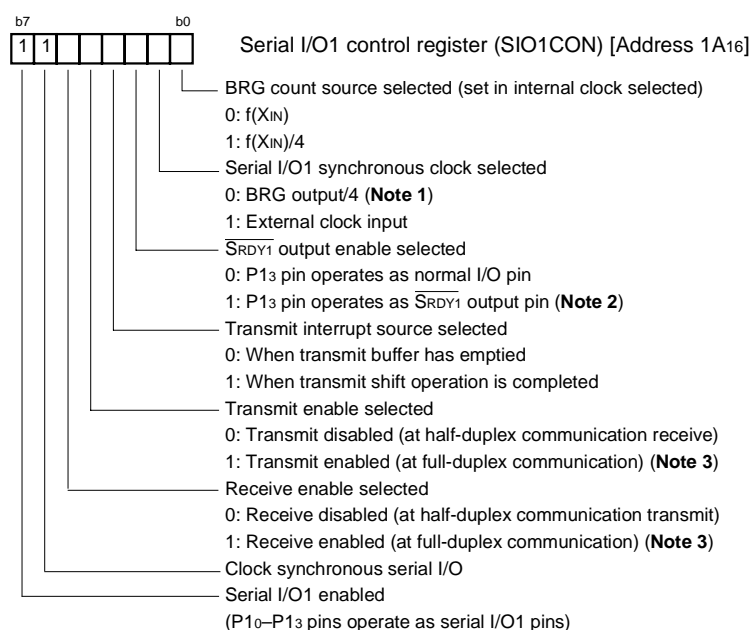 b7 b0
1 1 Serial I/O1 control register (SIO1CON) [Address 1A16]
BRG count source selected (set in internal clock selected)
0: f(XIN)
1: f(XIN)/4
Serial I/O1 synchronous clock selected
0: BRG output/4 (Note 1)
1: External clock input
SRDY1 output enable selected
0: P13 pin operates as normal I/O pin
1: P13 pin operates as SRDY1 output pin (Note 2)
Transmit interrupt source selected
0: When transmit buffer has emptied
1: When transmit shift operation is completed
Transmit enable selected
0: Transmit disabled (at half-duplex communication receive)
1: Transmit enabled (at full-duplex communication) (Note 3)
Receive enable selected
0: Receive disabled (at half-duplex communication transmit)
1: Receive enabled (at full-duplex communication) (Note 3)
Clock synchronous serial I/O
Serial I/O1 enabled
(P10–P13 pins operate as serial I/O1 pins)